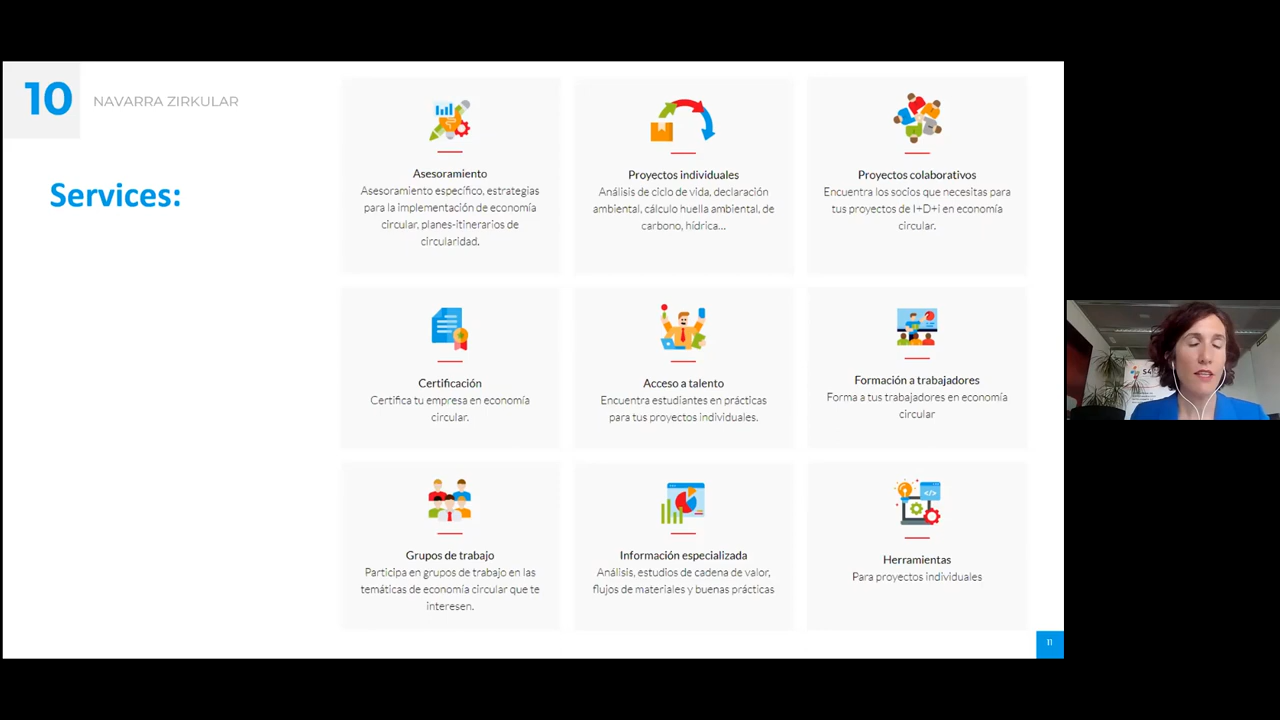 10
NAVARRA ZIRKULAR
Services:
Asesoramiento
Asesoramiento específico, estrategias
para la implementación de economía
circular, planes-itinerarios de
circularidad.
Proyectos individuales
Análisis de ciclo de vida, declaración
ambiental, cálculo huella ambiental, de
carbono, hídrica...
Proyectos colaborativos
Encuentra los socios que necesitas para
tus proyectos de I+D+i en economía
circular.
Certificación
Certifica tu empresa en economía
circular.
Acceso a talento
Encuentra estudiantes en prácticas
para tus proyectos individuales.
Formación a trabajadores
Forma a tus trabajadores en economía
circular
Grupos de trabajo
Participa en grupos de trabajo en las
temáticas de economía circular que te
interesen.
Información especializada
Análisis, estudios de cadena de valor,
flujos de materiales y buenas prácticas
Herramientas
Para proyectos individuales
11